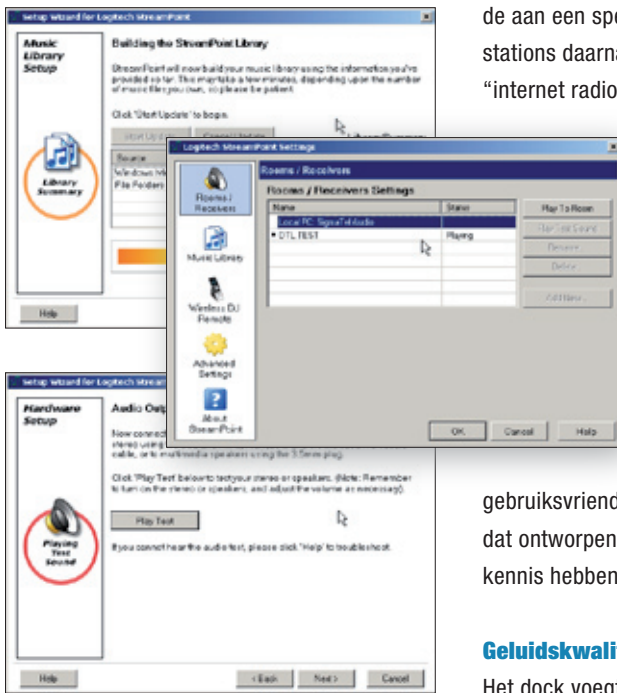 Setup Wizard for Logitech StreamPoint
Music
Library
Setup
Library
Summary
Building the StreamPoint Library
StreamPoint will now build your music library using the information you've
provided so far. This may take a few minutes, depending upon the number
of music files you own, so please be patient.
Click 'Start Update' to begin.
Start Update
Source
File Folders
Help
Logitech StreamPoint Settings
Rooms /
Receivers
Music Library
Wireless DJ
Remote
Advanced
Settings
About
StreamPoint
Rooms / Receivers
Rooms / Receivers Settings
Name
Status
Local PC: SigmaTel Audio
DTL TEST
Playing
Play To Room
Play Test Sound
Rename
Delete
Add New...
OK
Cancel
Help
Setup Wizard for Logitech
Hardware
Setup
Playing
Test
Sound
Audio Outp
Now connect
stereo using
cable, or to multimedia speakers using the 3.5mm plug.
Click 'Play Test' below to test your stereo or speakers. (Note: Remember
to turn on the stereo or speakers, and adjust the volume as necessary).
Play Test
If you cannot hear the audio test, please click 'Help' to troubleshoot.
Help
< Back
Next >
Cancel
de aan een spe
stations daarna
“internet radio
gebruiksvriend
dat ontworpen
kennis hebben
Geluidskwali
Het dock voegt